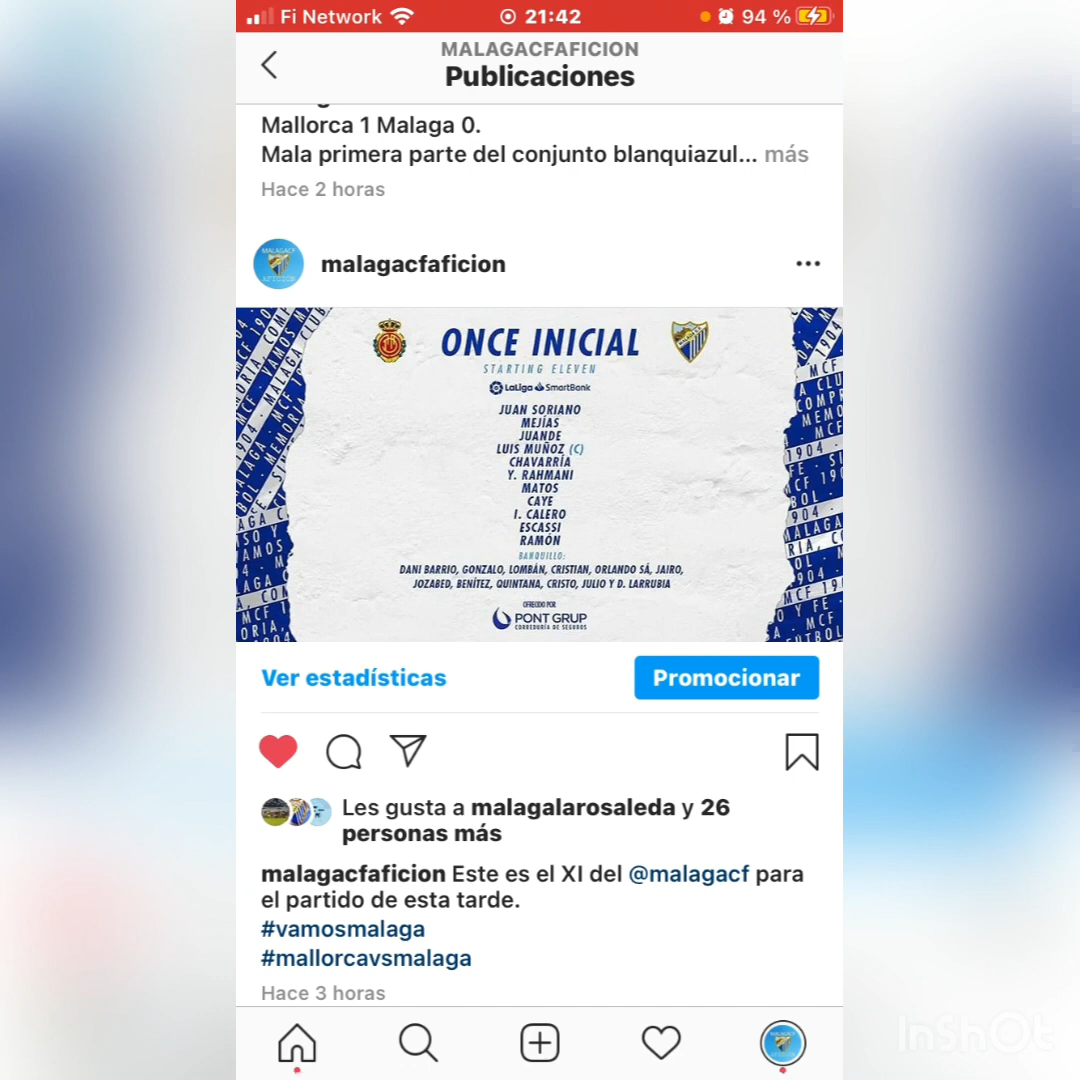 Fi Network 21:42 94 %
MALAGACFAFICION
Publicaciones
Mallorca 1 Malaga 0.
Mala primera parte del conjunto blanquiazul... más
Hace 2 horas
malagacfaficion
ONCE INICIAL
STARTING ELEVEN
LaLiga SmartBank
JUAN SORIANO
MEJÍAS
JUANDE
LUIS MUÑOZ (C)
CHAVARRÍA
Y. RAHMANI
MATOS
CAYE
I. CALERO
ESCASSI
RAMÓN
BANQUILLO:
DANI BARRIO, GONZALO, LOMBÁN, CRISTIAN, ORLANDO SÁ, JAIRO,
JOZABED, BENÍTEZ, QUINTANA, CRISTO, JULIO Y D. LARRUBIA
OFRECIDO POR
PONT GRUP
CORREDURÍA DE SEGUROS
Ver estadísticas
Promocionar
Les gusta a malagalarosaleda y 26
personas más
malagacfaficion Este es el XI del @malagacf para
el partido de esta tarde.
#vamosmalaga
#mallorcavsmalaga
Hace 3 horas
InShOt